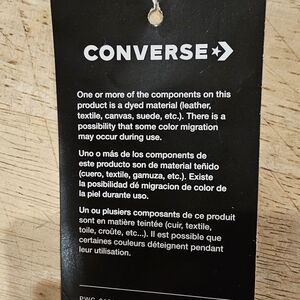 CONVERSE
One or more of the components on this
product is a dyed material (leather,
textile, canvas, suede, etc.). There is a
possibility that some color migration
may occur during use.
Uno o más de los componentes de
este producto son de material teñido
(cuero, textile, gamuza, etc.). Existe
la posibilidad dé migracion de color de
la piel durante uso.
Un ou plusiers composants de ce produit
sont en matière teintée (cuir, textile,
toile, croûte, etc...). Il est possible que
certaines couleurs déteignent pendant
leur utilisation.